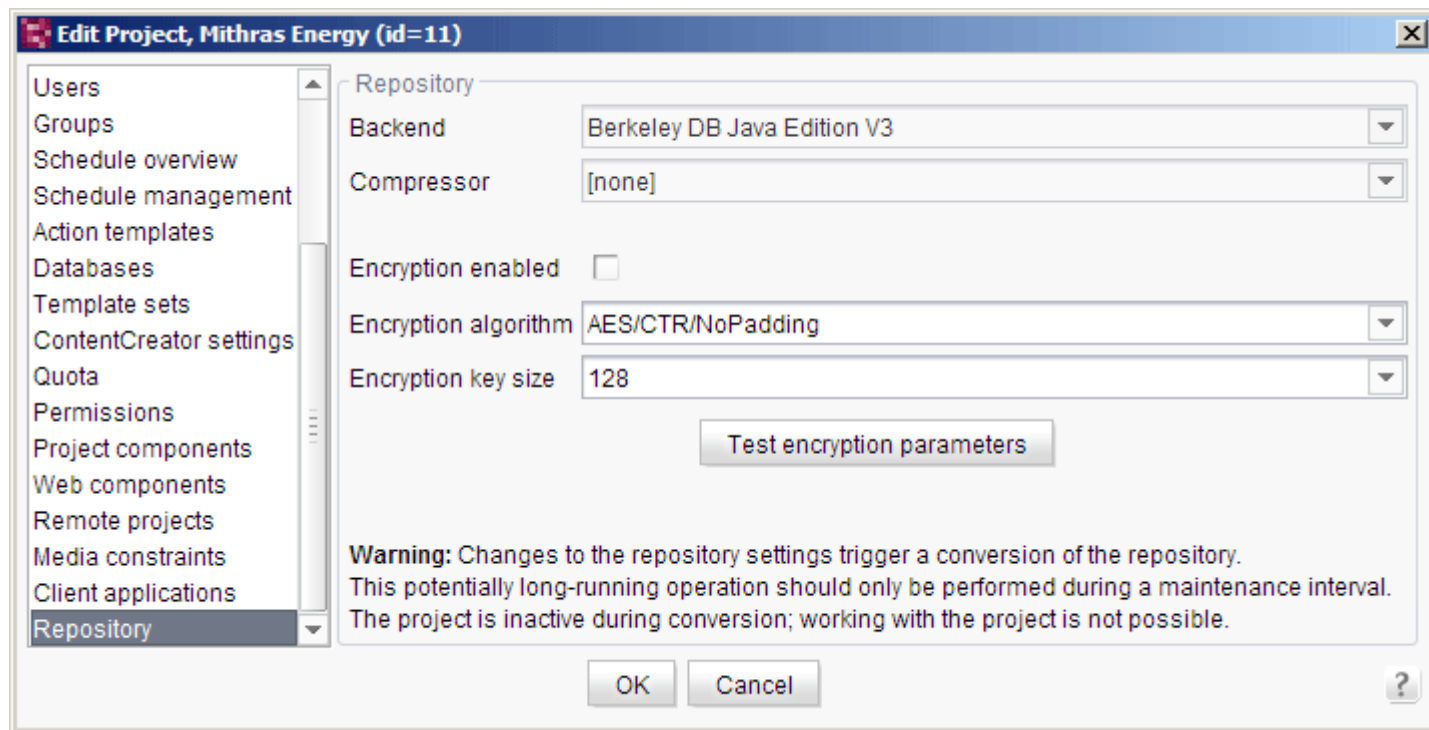 Edit Project, Mithras Energy (id=11)
Users
Groups
Schedule overview
Schedule management
Action templates
Databases
Template sets
ContentCreator settings
Quota
Permissions
Project components
Web components
Remote projects
Media constraints
Client applications
Repository
Repository
Backend Berkeley DB Java Edition V3
Compressor [none]
Encryption enabled
Encryption algorithm AES/CTR/NoPadding
Encryption key size 128
Test encryption parameters
Warning: Changes to the repository settings trigger a conversion of the repository.
This potentially long-running operation should only be performed during a maintenance interval.
The project is inactive during conversion; working with the project is not possible.
OK Cancel ?